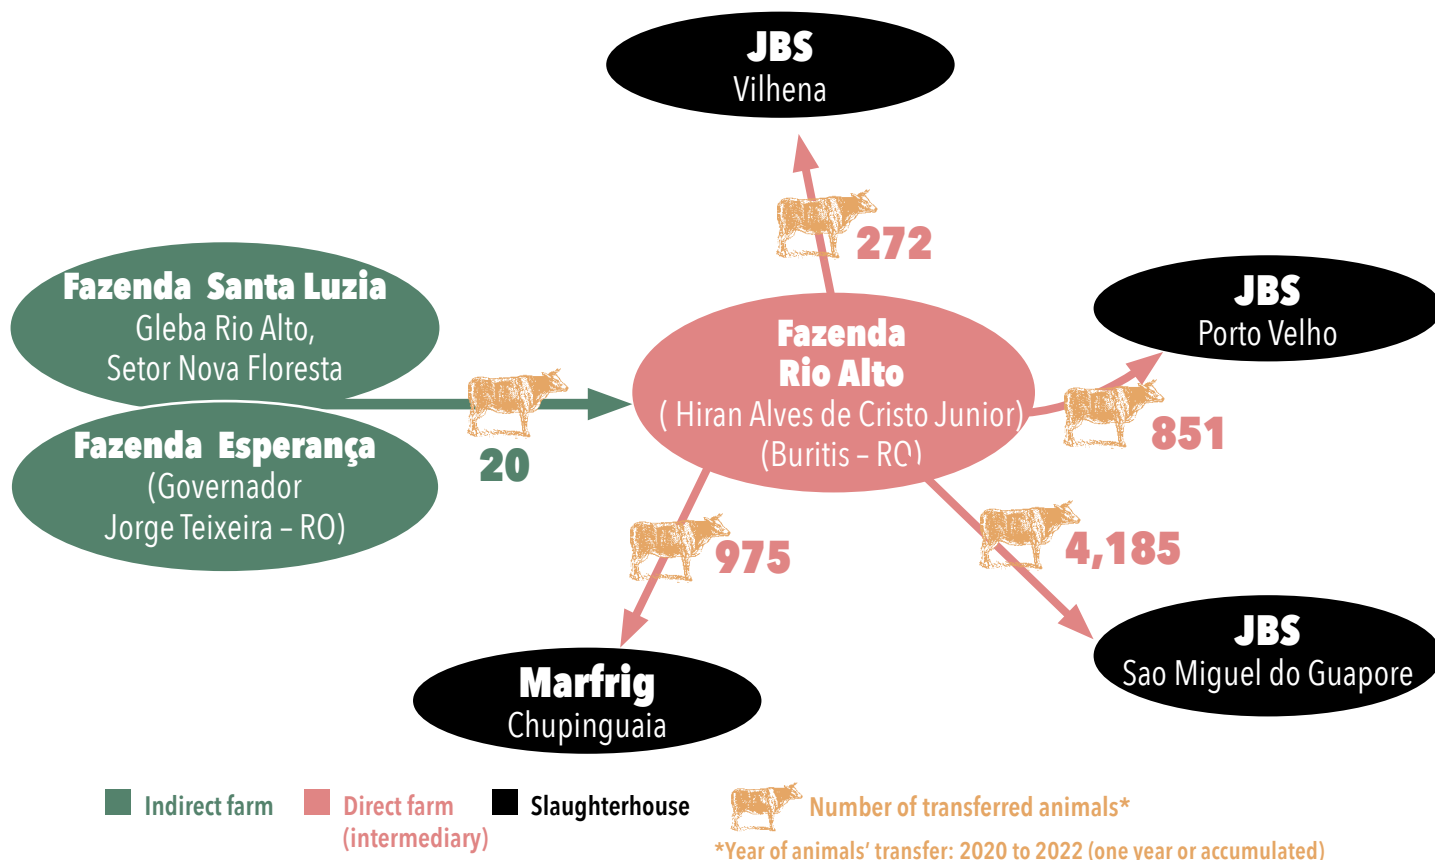 JBS
Vilhena
272
Fazenda Santa Luzia
Gleba Rio Alto,
Setor Nova Floresta
Fazenda Esperança
(Governador
Jorge Teixeira – RO)
20
Fazenda
Rio Alto
( Hiran Alves de Cristo Junior)
(Buritis – RO)
JBS
Porto Velho
851
975
4,185
Marfrig
Chupinguaia
JBS
Sao Miguel do Guapore
Indirect farm
Direct farm
(intermediary)
Slaughterhouse
Number of transferred animals*
*Year of animals' transfer: 2020 to 2022 (one year or accumulated)